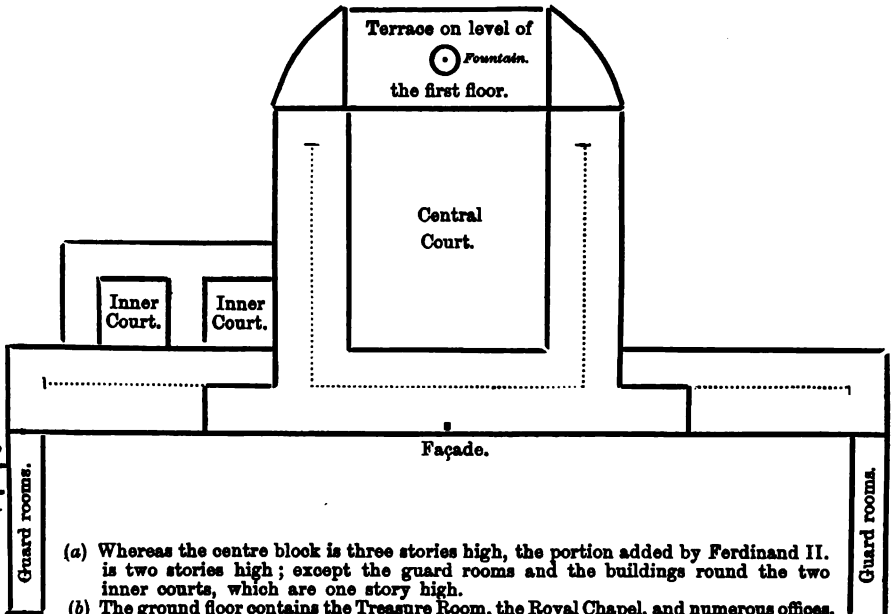 Terrace on level of
Fountain.
the first floor.
Central
Court.
Inner
Court.
Inner
Court.
Façade.
Guard rooms.
Guard rooms.
(a) Whereas the centre block is three stories high, the portion added by Ferdinand II.
is two stories high; except the guard rooms and the buildings round the two
inner courts, which are one story high.
(b) The ground floor contains the Treasure Room, the Royal Chapel, and numerous offices.